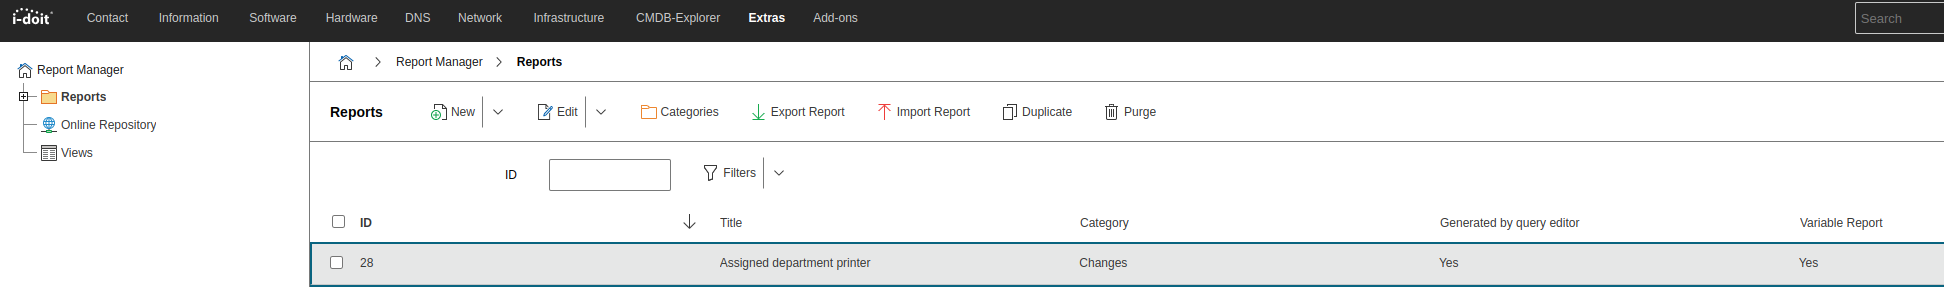 i-doit Contact Information Software Hardware DNS Network Infrastructure CMDB-Explorer Extras Add-ons Search
Report Manager
Reports
Online Repository
Views
Report Manager Reports
Reports New Edit Categories Export Report Import Report Duplicate Purge
ID Filters
ID Title Category Generated by query editor Variable Report
28 Assigned department printer Changes Yes Yes